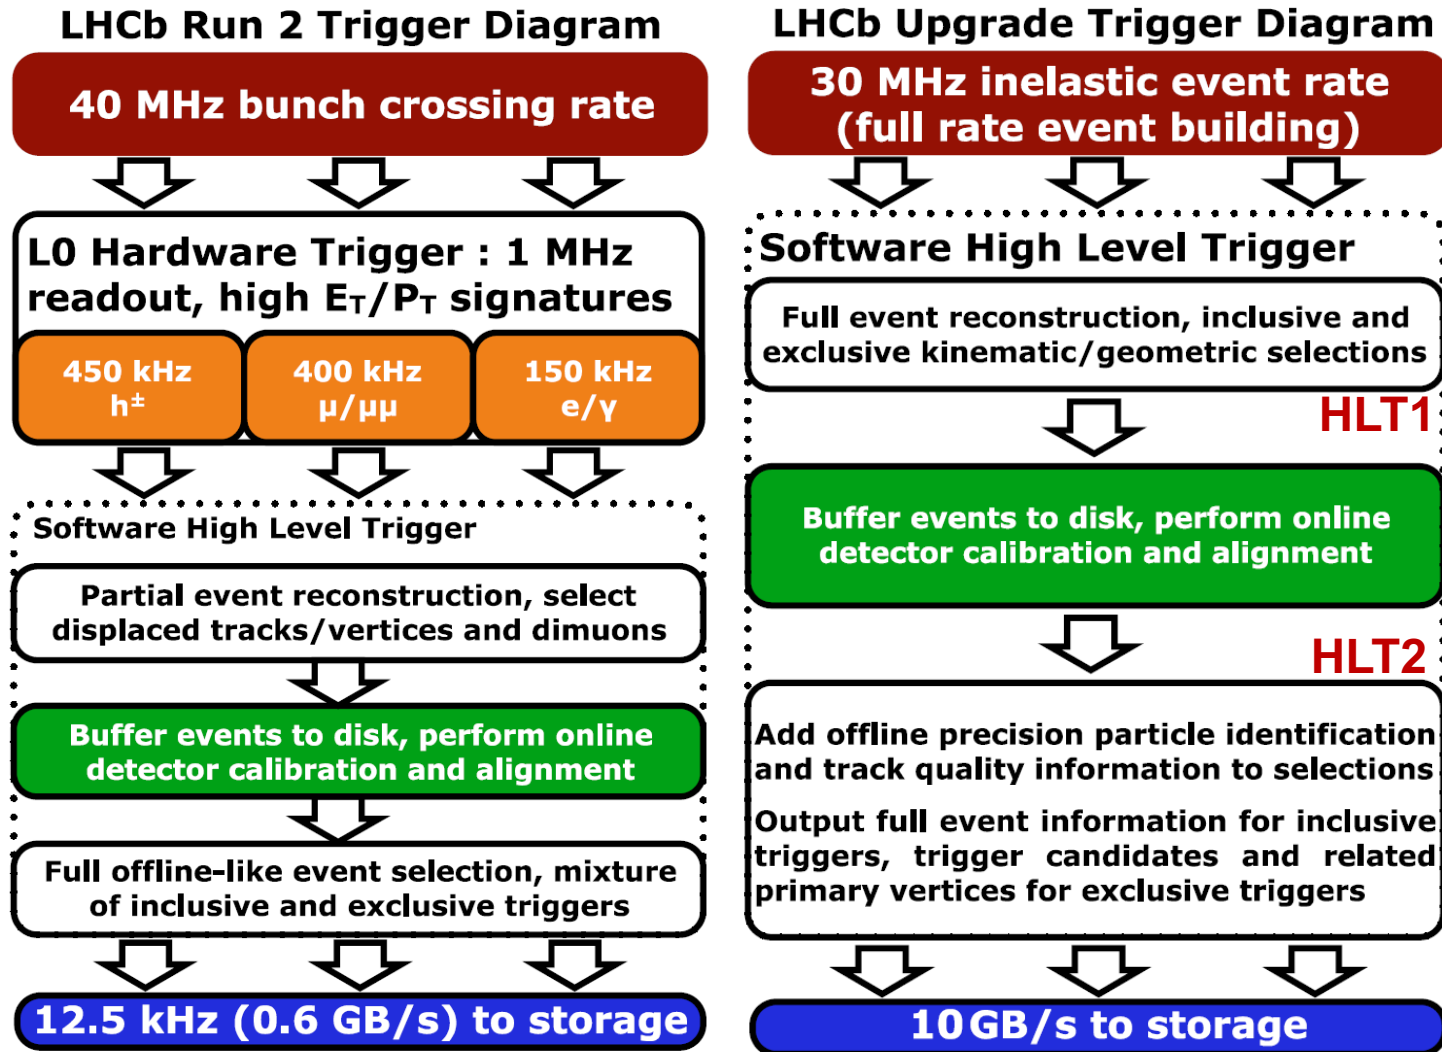 LHCb Run 2 Trigger Diagram
40 MHz bunch crossing rate
L0 Hardware Trigger : 1 MHz
readout, high ET/PT signatures
450 kHz
h±
400 kHz
μ/μμ
150 kHz
e/γ
Software High Level Trigger
Partial event reconstruction, select
displaced tracks/vertices and dimuons
Buffer events to disk, perform online
detector calibration and alignment
Full offline-like event selection, mixture
of inclusive and exclusive triggers
12.5 kHz (0.6 GB/s) to storage
LHCb Upgrade Trigger Diagram
30 MHz inelastic event rate
(full rate event building)
Software High Level Trigger
Full event reconstruction, inclusive and
exclusive kinematic/geometric selections
HLT1
Buffer events to disk, perform online
detector calibration and alignment
HLT2
Add offline precision particle identification
and track quality information to selections
Output full event information for inclusive
triggers, trigger candidates and related
primary vertices for exclusive triggers
10 GB/s to storage